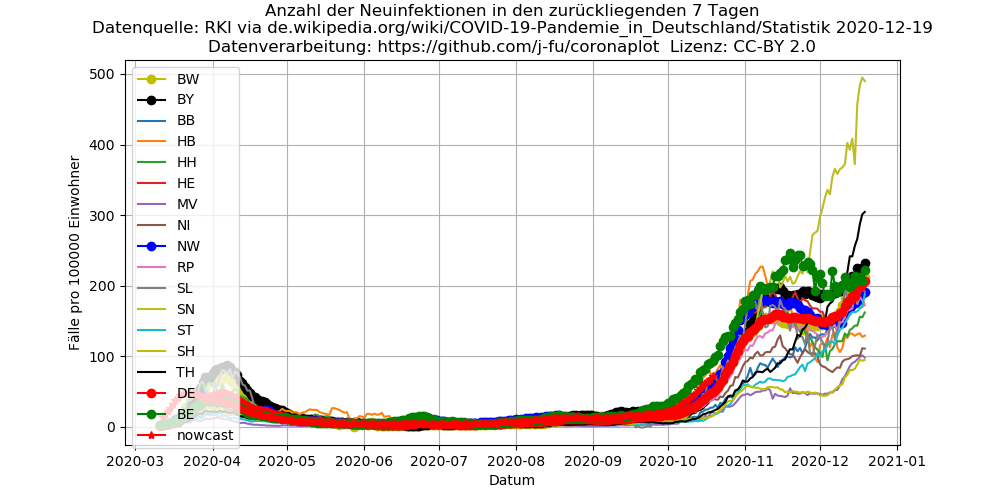 Anzahl der Neuinfektionen in den zurückliegenden 7 Tagen
Datenquelle: RKI via de.wikipedia.org/wiki/COVID-19-Pandemie_in_Deutschland/Statistik 2020-12-19
Datenverarbeitung: https://github.com/j-fu/coronaplot  Lizenz: CC-BY 2.0
Fälle pro 100000 Einwohner
500
400
300
200
100
0
BW
BY
BB
HB
HH
HE
MV
NI
NW
RP
SL
SN
ST
SH
TH
DE
BE
nowcast
2020-03 2020-04 2020-05 2020-06 2020-07 2020-08 2020-09 2020-10 2020-11 2020-12 2021-01
Datum